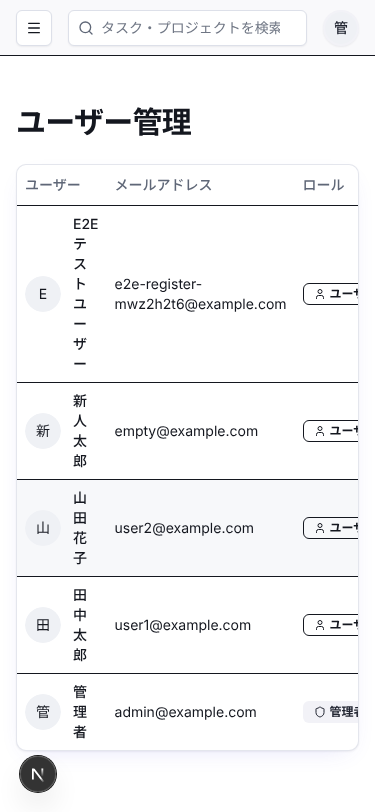 タスク・プロジェクトを検索
管
ユーザー管理
ユーザー メールアドレス ロール
E E2Eテストユーザー e2e-register-mwz2h2t6@example.com ユーザ
新 新人太郎 empty@example.com ユーザ
山 山田花子 user2@example.com ユーザ
田 田中太郎 user1@example.com ユーザ
管 管理者 admin@example.com 管理者
N